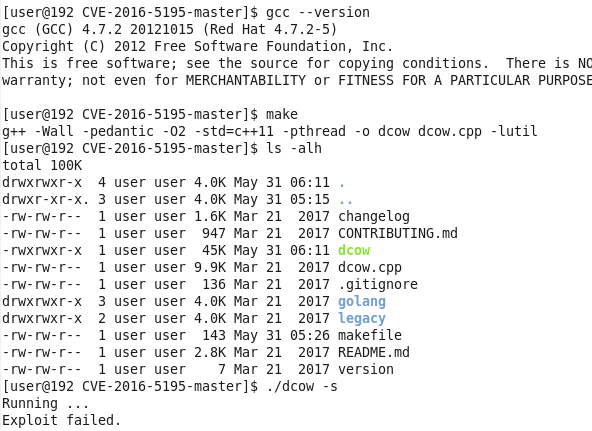 [user@192 CVE-2016-5195-master]$ gcc --version
gcc (GCC) 4.7.2 20121015 (Red Hat 4.7.2-5)
Copyright (C) 2012 Free Software Foundation, Inc.
This is free software; see the source for copying conditions.  There is NO
warranty; not even for MERCHANTABILITY or FITNESS FOR A PARTICULAR PURPOSE
[user@192 CVE-2016-5195-master]$ make
g++ -Wall -pedantic -O2 -std=c++11 -pthread -o dcow dcow.cpp -lutil
[user@192 CVE-2016-5195-master]$ ls -alh
total 100K
drwxrwxr-x  4 user user 4.0K May 31 06:11 .
drwxr-xr-x. 3 user user 4.0K May 31 05:15 ..
-rw-rw-r--  1 user user 1.6K Mar 21  2017 changelog
-rw-rw-r--  1 user user  947 Mar 21  2017 CONTRIBUTING.md
-rwxrwxr-x  1 user user  45K May 31 06:11 dcow
-rw-rw-r--  1 user user 9.9K Mar 21  2017 dcow.cpp
-rw-rw-r--  1 user user  136 Mar 21  2017 .gitignore
drwxrwxr-x  3 user user 4.0K Mar 21  2017 golang
drwxrwxr-x  2 user user 4.0K Mar 21  2017 legacy
-rw-rw-r--  1 user user  143 May 31 05:26 makefile
-rw-rw-r--  1 user user 2.8K Mar 21  2017 README.md
-rw-rw-r--  1 user user    7 Mar 21  2017 version
[user@192 CVE-2016-5195-master]$ ./dcow -s
Running ...
Exploit failed.